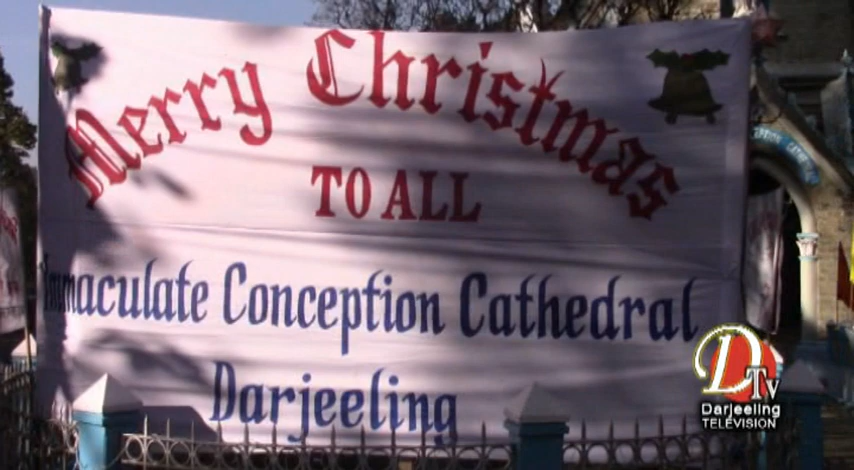 Merry Christmas
TO ALL
Immaculate Conception Cathedral
Darjeeling
DTV
Darjeeling
TELEVISION